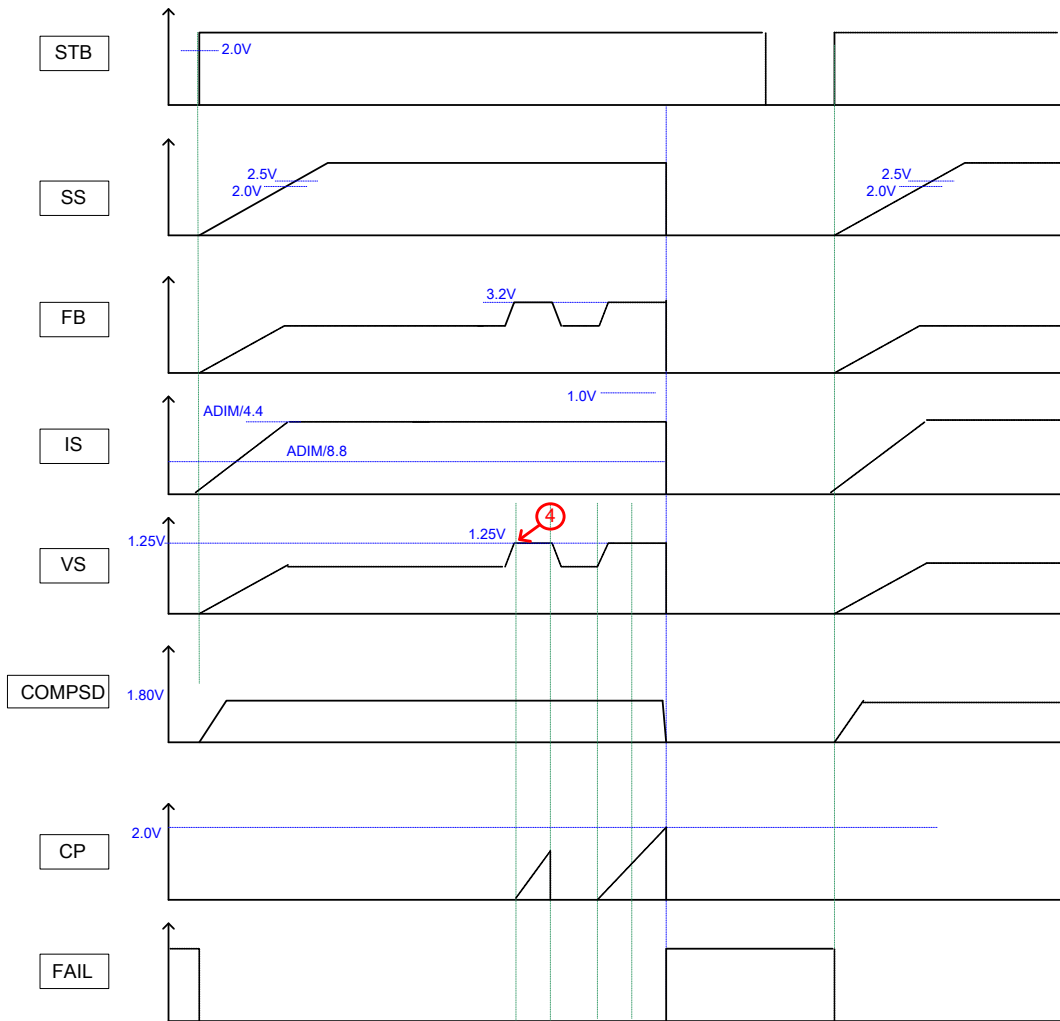 STB
2.0V
SS
2.5V
2.0V
2.5V
2.0V
FB
3.2V
IS
ADIM/4.4
1.0V
ADIM/8.8
VS
1.25V
1.25V
4
COMPSD
1.80V
CP
2.0V
FAIL